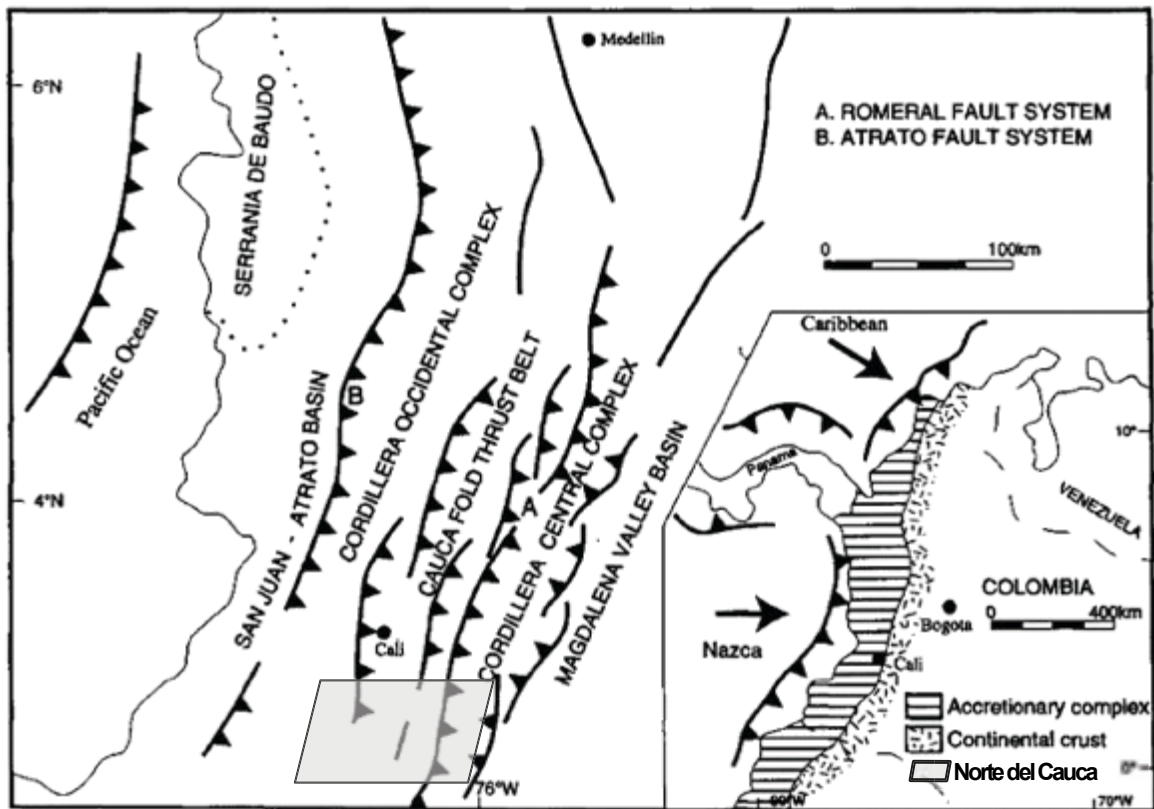 Medellin
6°N
A. ROMERAL FAULT SYSTEM
B. ATRATO FAULT SYSTEM
SERRANIA DE BAUDO
0 100km
Pacific Ocean
CORDILLERA OCCIDENTAL COMPLEX
Caribbean
B
SAN JUAN - ATRATO BASIN
CAUCA FOLD THRUST BELT
CORDILLERA CENTRAL COMPLEX
MAGDALENA VALLEY BASIN
A
4°N
10°
Panama
VENEZUELA
COLOMBIA
0 400km
Bogota
Nazca
Cali
Cali
Accretionary complex
Continental crust
Norte del Cauca
0°
76°W
80°W
70°W